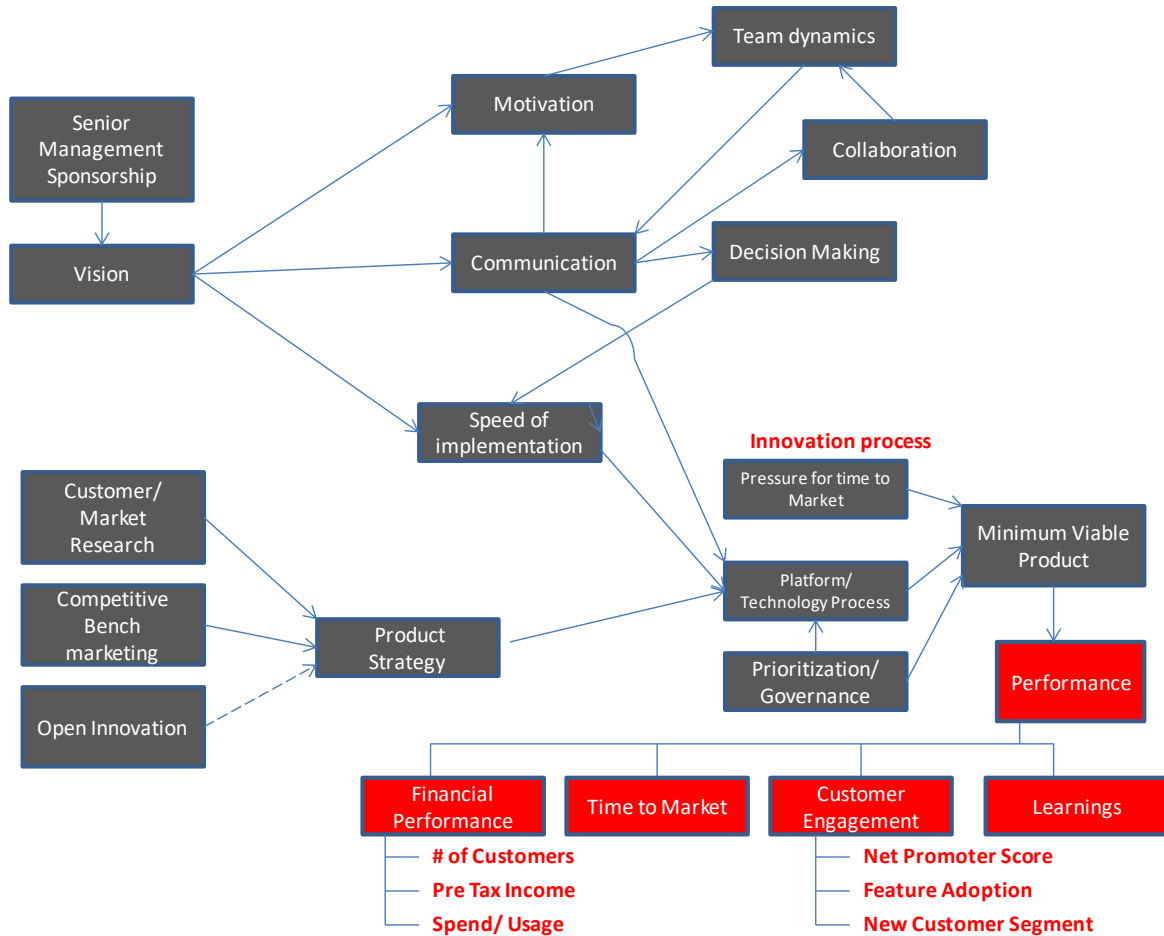 Team dynamics
Motivation
Senior
Management
Sponsorship
Collaboration
Vision
Communication
Decision Making
Speed of
implementation
Innovation process
Pressure for time to
Market
Customer/
Market
Research
Minimum Viable
Product
Platform/
Technology Process
Competitive
Bench
marketing
Product
Strategy
Prioritization/
Governance
Performance
Open Innovation
Financial
Performance
Time to Market
Customer
Engagement
Learnings
# of Customers
Pre Tax Income
Spend/ Usage
Net Promoter Score
Feature Adoption
New Customer Segment